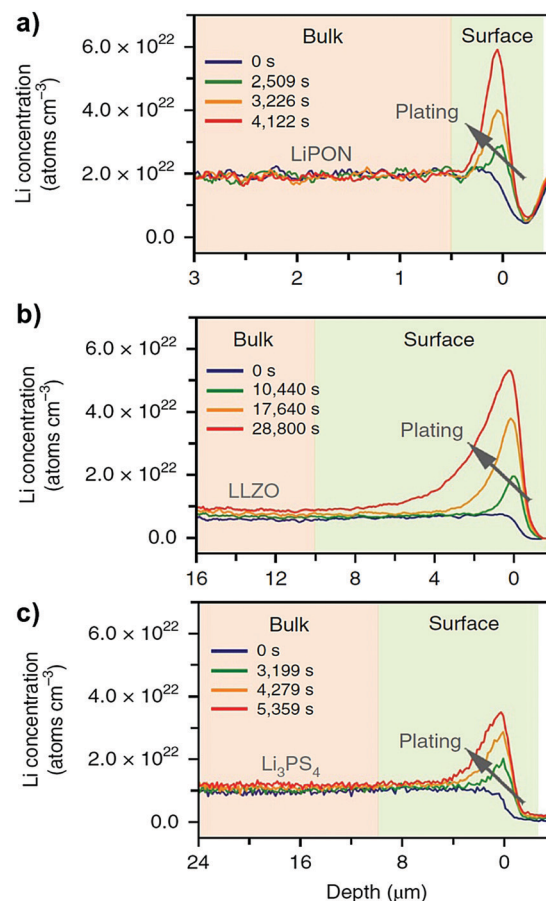 a)
Li concentration
(atoms cm⁻³)
6.0 × 10²²
4.0 × 10²²
2.0 × 10²²
0.0
Bulk
Surface
0 s
2,509 s
3,226 s
4,122 s
LiPON
Plating
3 2 1 0
b)
Li concentration
(atoms cm⁻³)
6.0 × 10²²
4.0 × 10²²
2.0 × 10²²
0.0
Bulk
Surface
0 s
10,440 s
17,640 s
28,800 s
LLZO
Plating
16 12 8 4 0
c)
Li concentration
(atoms cm⁻³)
6.0 × 10²²
4.0 × 10²²
2.0 × 10²²
0.0
Bulk
Surface
0 s
3,199 s
4,279 s
5,359 s
Li₃PS₄
Plating
24 16 8 0
Depth (μm)